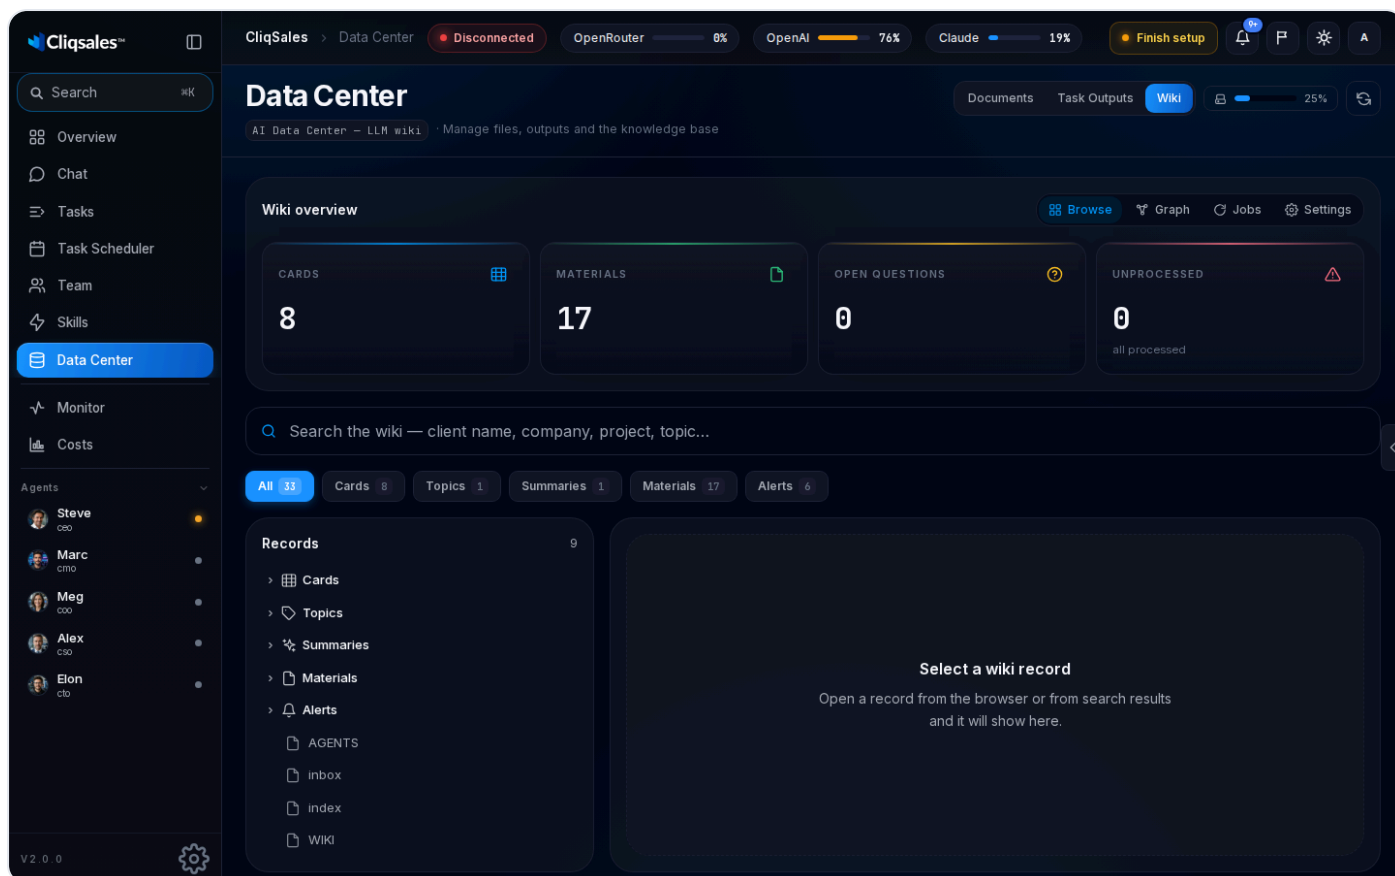 Cliqsales™
Search ⌘K
Overview
Chat
Tasks
Task Scheduler
Team
Skills
Data Center
Monitor
Costs
Agents
Steve
ceo
Marc
cmo
Meg
coo
Alex
cso
Elon
cto
V2.0.0
CliqSales › Data Center Disconnected OpenRouter 0% OpenAI 76% Claude 19% Finish setup 9+ A
Data Center
Documents Task Outputs Wiki 25%
AI Data Center — LLM wiki · Manage files, outputs and the knowledge base
Wiki overview
Browse Graph Jobs Settings
CARDS
8
MATERIALS
17
OPEN QUESTIONS
0
UNPROCESSED
0
all processed
Search the wiki — client name, company, project, topic...
All 33 Cards 8 Topics 1 Summaries 1 Materials 17 Alerts 6
Records 9
Cards
Topics
Summaries
Materials
Alerts
AGENTS
inbox
index
WIKI
Select a wiki record
Open a record from the browser or from search results
and it will show here.